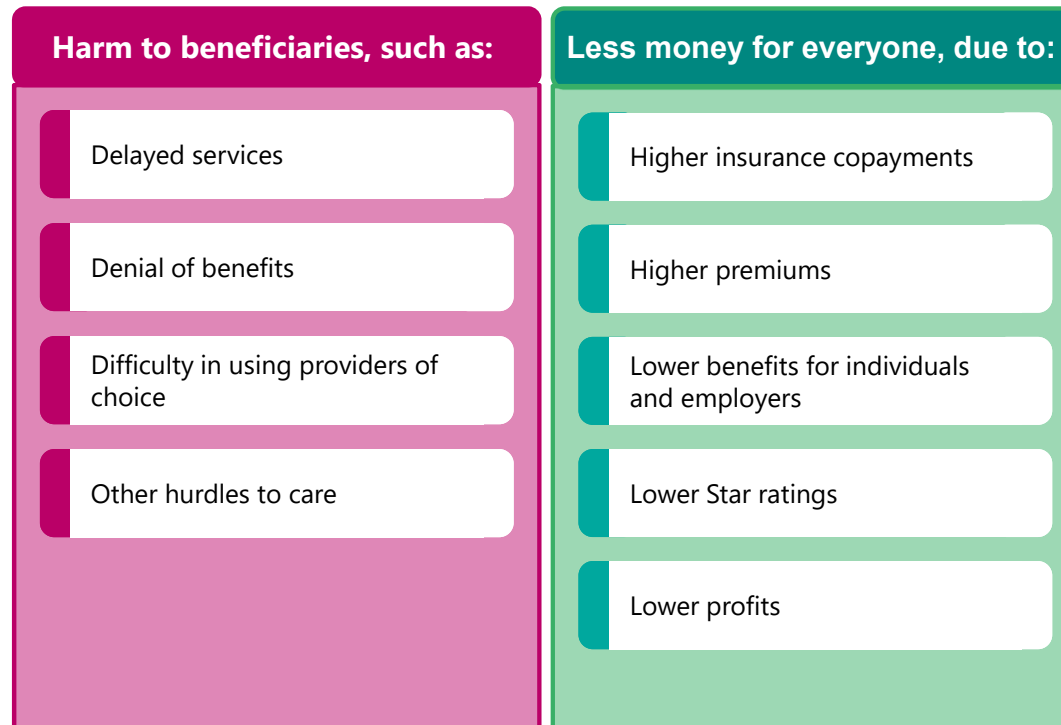 Harm to beneficiaries, such as:
Delayed services
Denial of benefits
Difficulty in using providers of
choice
Other hurdles to care
Less money for everyone, due to:
Higher insurance copayments
Higher premiums
Lower benefits for individuals
and employers
Lower Star ratings
Lower profits